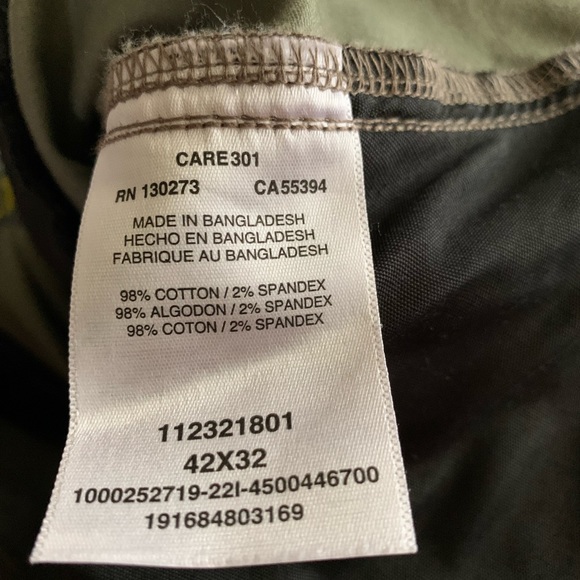 CARE301
RN 130273 CA55394
MADE IN BANGLADESH
HECHO EN BANGLADESH
FABRIQUE AU BANGLADESH
98% COTTON / 2% SPANDEX
98% ALGODON / 2% SPANDEX
98% COTON / 2% SPANDEX
112321801
42X32
1000252719-22I-4500446700
191684803169